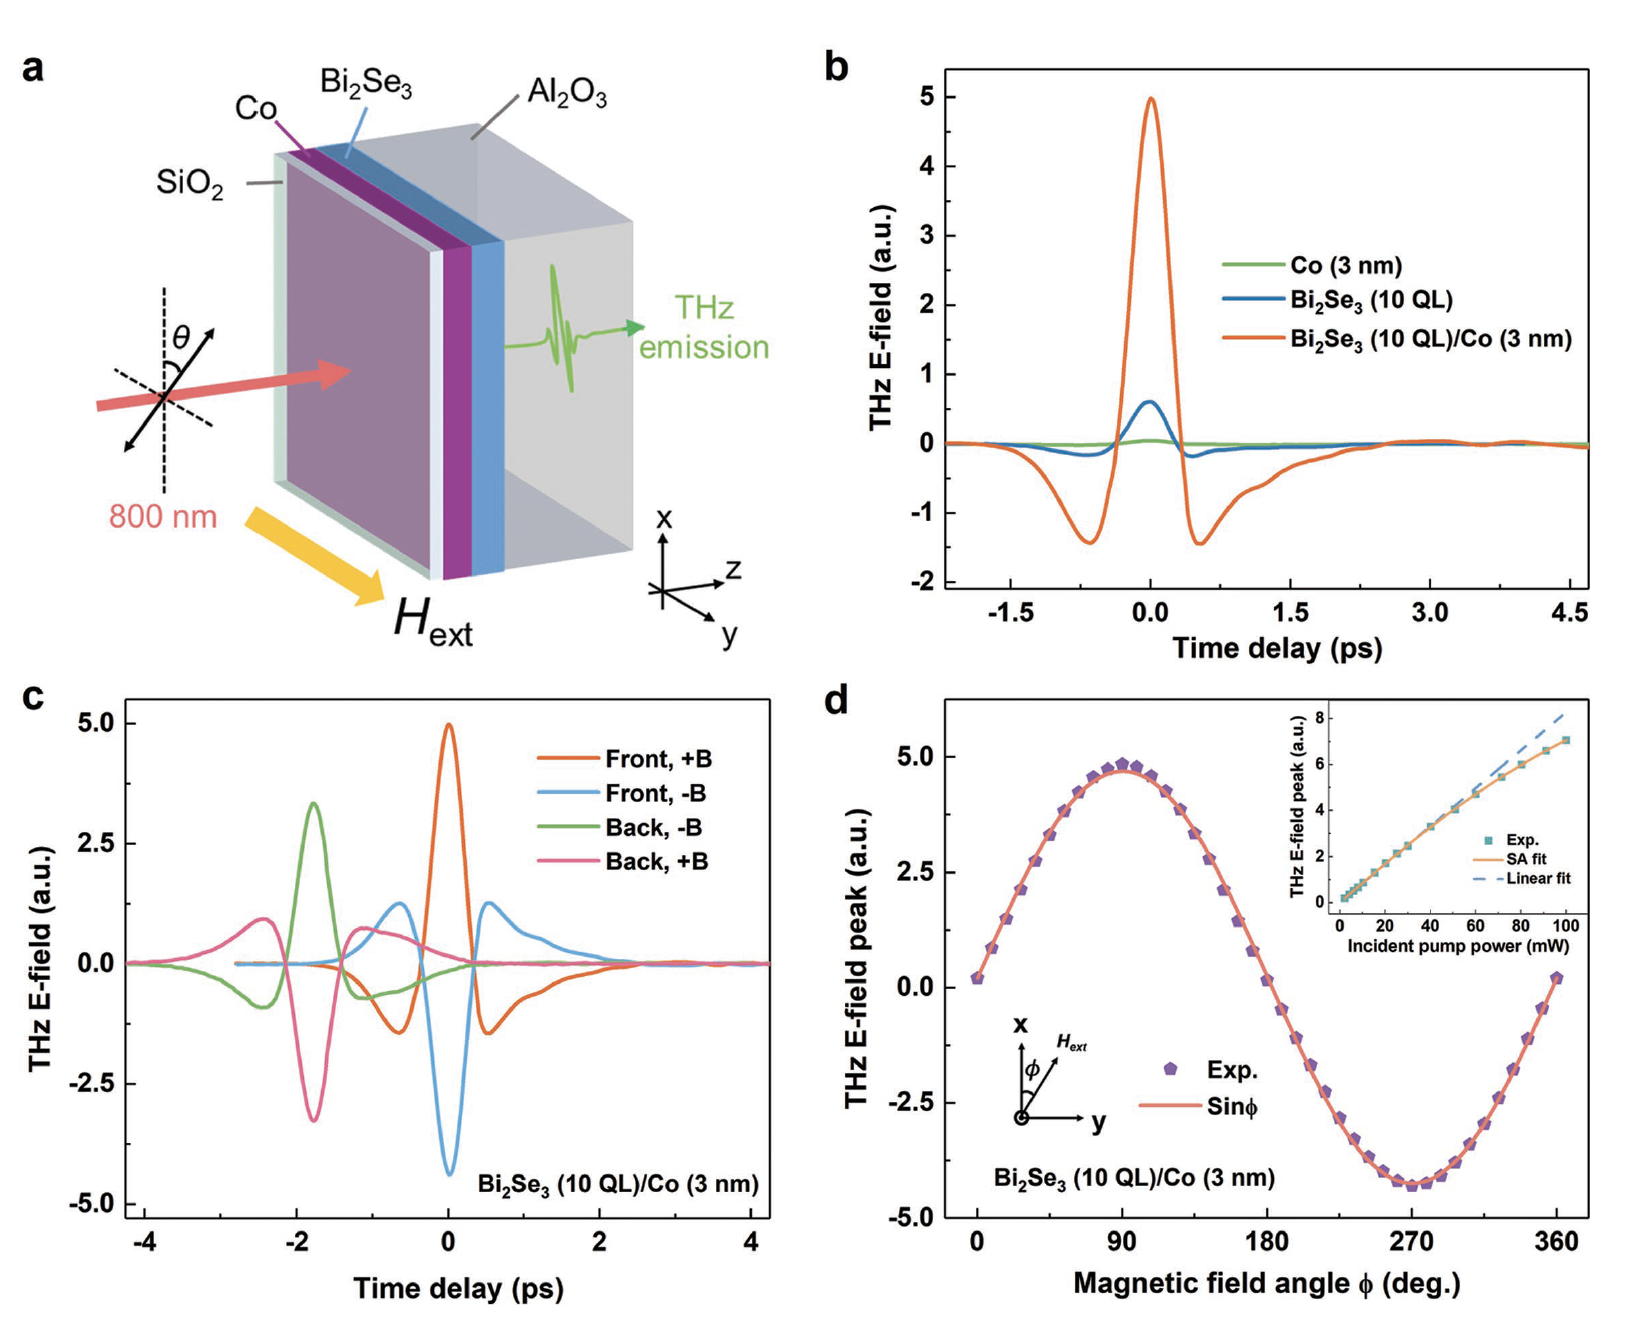 a
Bi₂Se₃
Al₂O₃
Co
SiO₂
θ
THz
emission
800 nm
Hext
x
z
y
b
5
4
3
2
1
0
-1
-2
THz E-field (a.u.)
Co (3 nm)
Bi₂Se₃ (10 QL)
Bi₂Se₃ (10 QL)/Co (3 nm)
-1.5 0.0 1.5 3.0 4.5
Time delay (ps)
c
5.0
2.5
0.0
-2.5
-5.0
THz E-field (a.u.)
Front, +B
Front, -B
Back, -B
Back, +B
Bi₂Se₃ (10 QL)/Co (3 nm)
-4 -2 0 2 4
Time delay (ps)
d
5.0
2.5
0.0
-2.5
-5.0
THz E-field peak (a.u.)
8
6
4
2
0
THz E-field peak (a.u.)
Exp.
SA fit
Linear fit
0 20 40 60 80 100
Incident pump power (mW)
x
Hext
ϕ
y
Exp.
Sinϕ
Bi₂Se₃ (10 QL)/Co (3 nm)
0 90 180 270 360
Magnetic field angle ϕ (deg.)